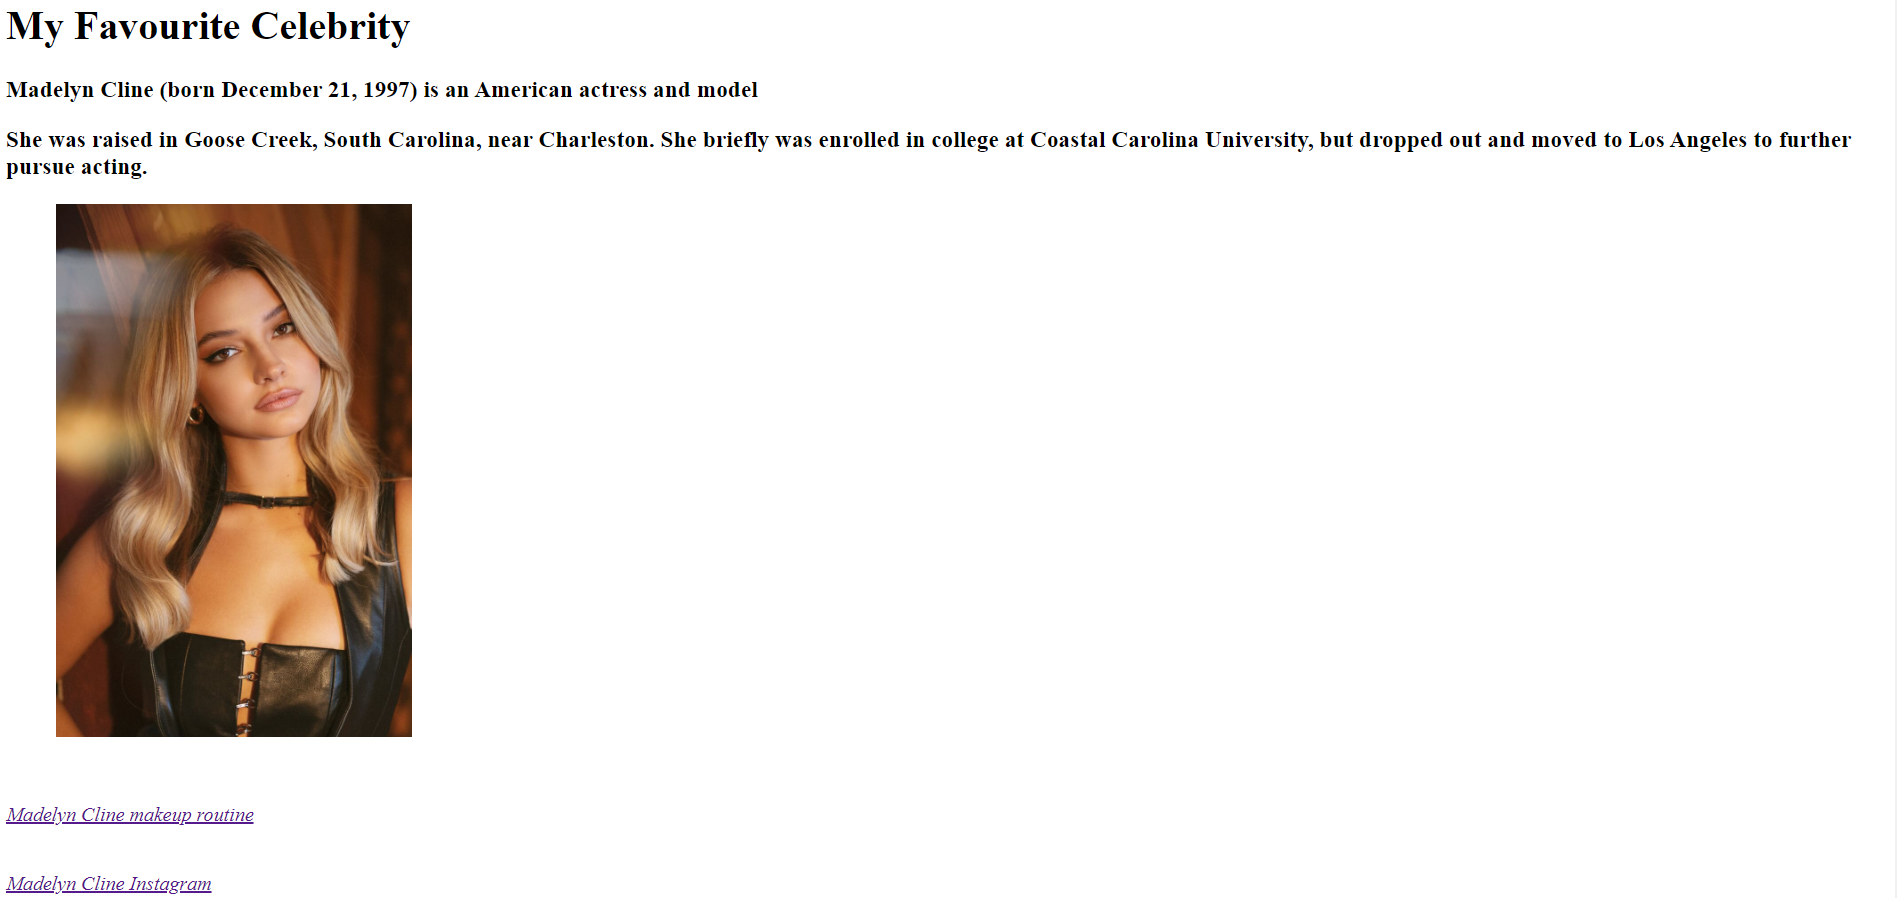 My Favourite Celebrity
Madelyn Cline (born December 21, 1997) is an American actress and model
She was raised in Goose Creek, South Carolina, near Charleston. She briefly was enrolled in college at Coastal Carolina University, but dropped out and moved to Los Angeles to further
pursue acting.
Madelyn Cline makeup routine
Madelyn Cline Instagram